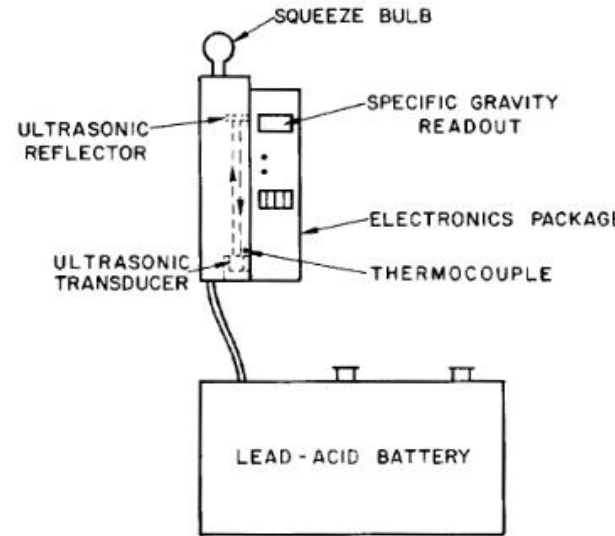 SQUEEZE BULB
SPECIFIC GRAVITY
READOUT
ULTRASONIC
REFLECTOR
ELECTRONICS PACKAGE
ULTRASONIC
TRANSDUCER
THERMOCOUPLE
LEAD-ACID BATTERY